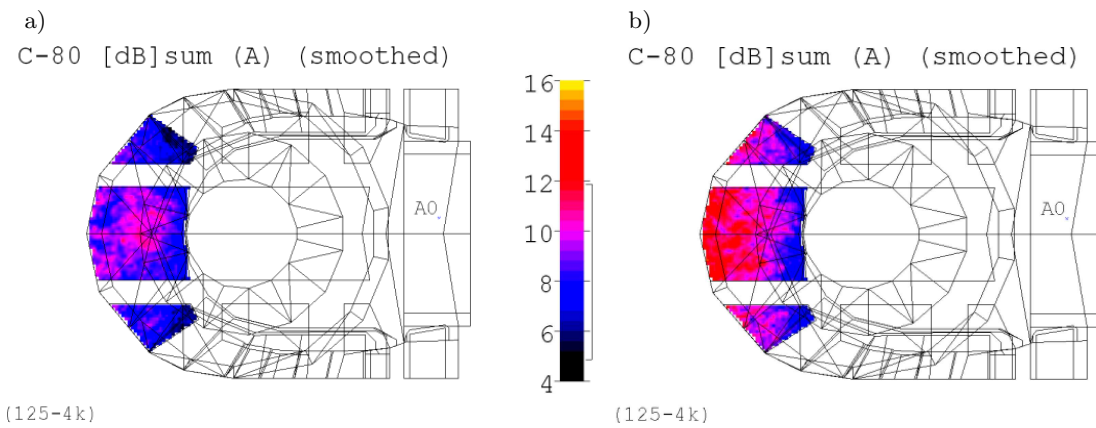 a)
C-80 [dB]sum (A) (smoothed)
A0
(125-4k)
16
14
12
10
8
6
4
b)
C-80 [dB]sum (A) (smoothed)
A0
(125-4k)